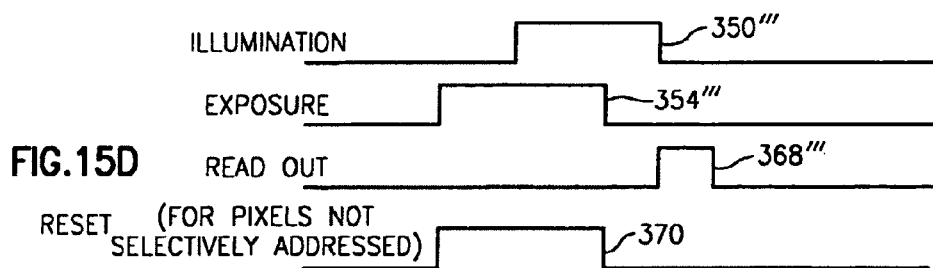 ILLUMINATION 350'''
EXPOSURE 354'''
FIG.15D READ OUT 368'''
RESET (FOR PIXELS NOT
SELECTIVELY ADDRESSED) 370